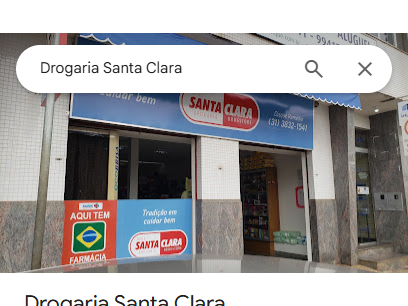 ALUGUE
Drogaria Santa Clara
cuidar bem
SANTA CLARA
DROGARIA
(31) 3832-1541
AQUI TEM
FARMÁCIA
Tradição em
cuidar bem
SANTA CLARA
Drogaria Santa Clara